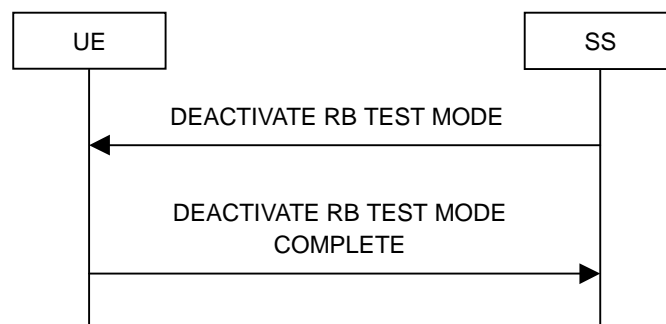 UE
SS
DEACTIVATE RB TEST MODE
DEACTIVATE RB TEST MODE
COMPLETE